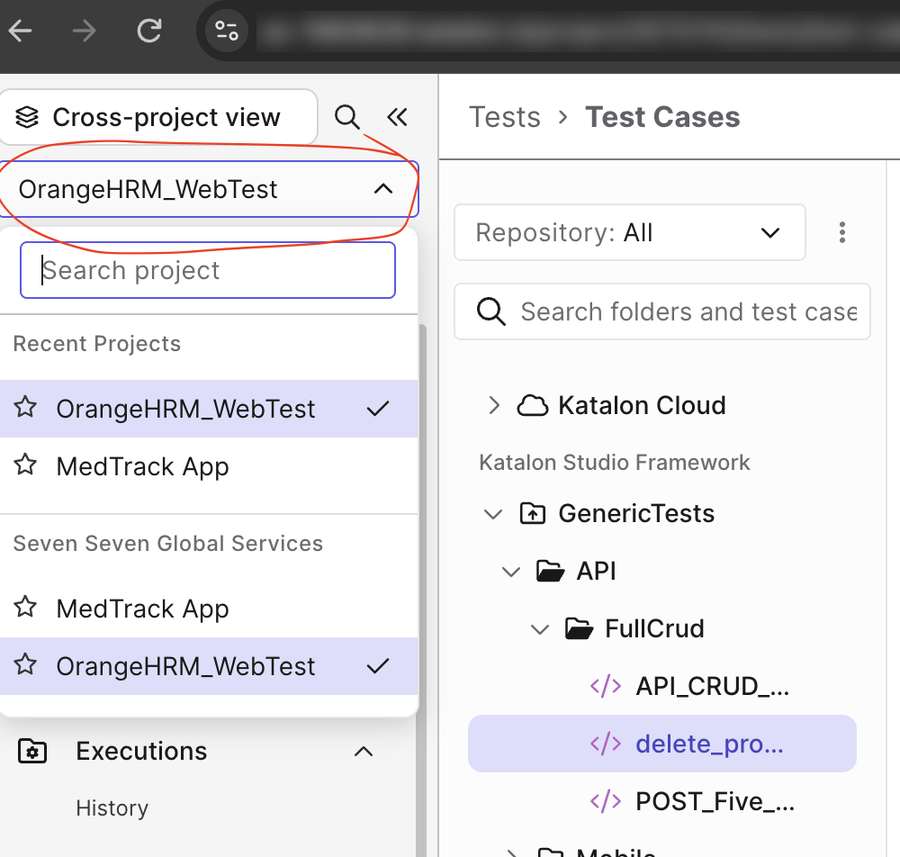 Cross-project view
OrangeHRM_WebTest
Search project
Recent Projects
OrangeHRM_WebTest
MedTrack App
Seven Seven Global Services
MedTrack App
OrangeHRM_WebTest
Executions
History
Tests > Test Cases
Repository: All
Search folders and test case
Katalon Cloud
Katalon Studio Framework
GenericTests
API
FullCrud
</> API_CRUD_...
</> delete_pro...
</> POST_Five_...
Mobile